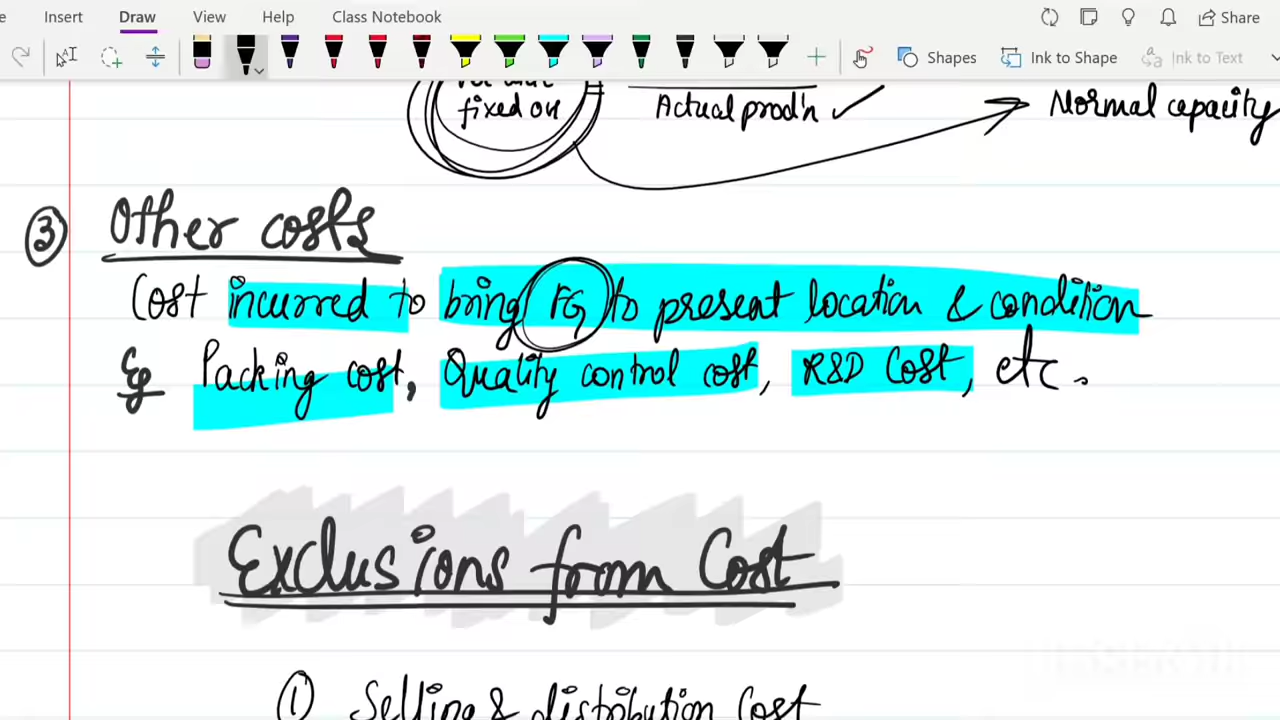 Insert Draw View Help Class Notebook Share
Shapes Ink to Shape Ink to Text
fixed OH Actual prod'n ✓ Normal capacity
③ Other costs
Cost incurred to bring FG to present location & condition
Eg Packing cost, Quality control cost, R&D Cost, etc.
Exclusions from Cost
① Selling & distribution Cost